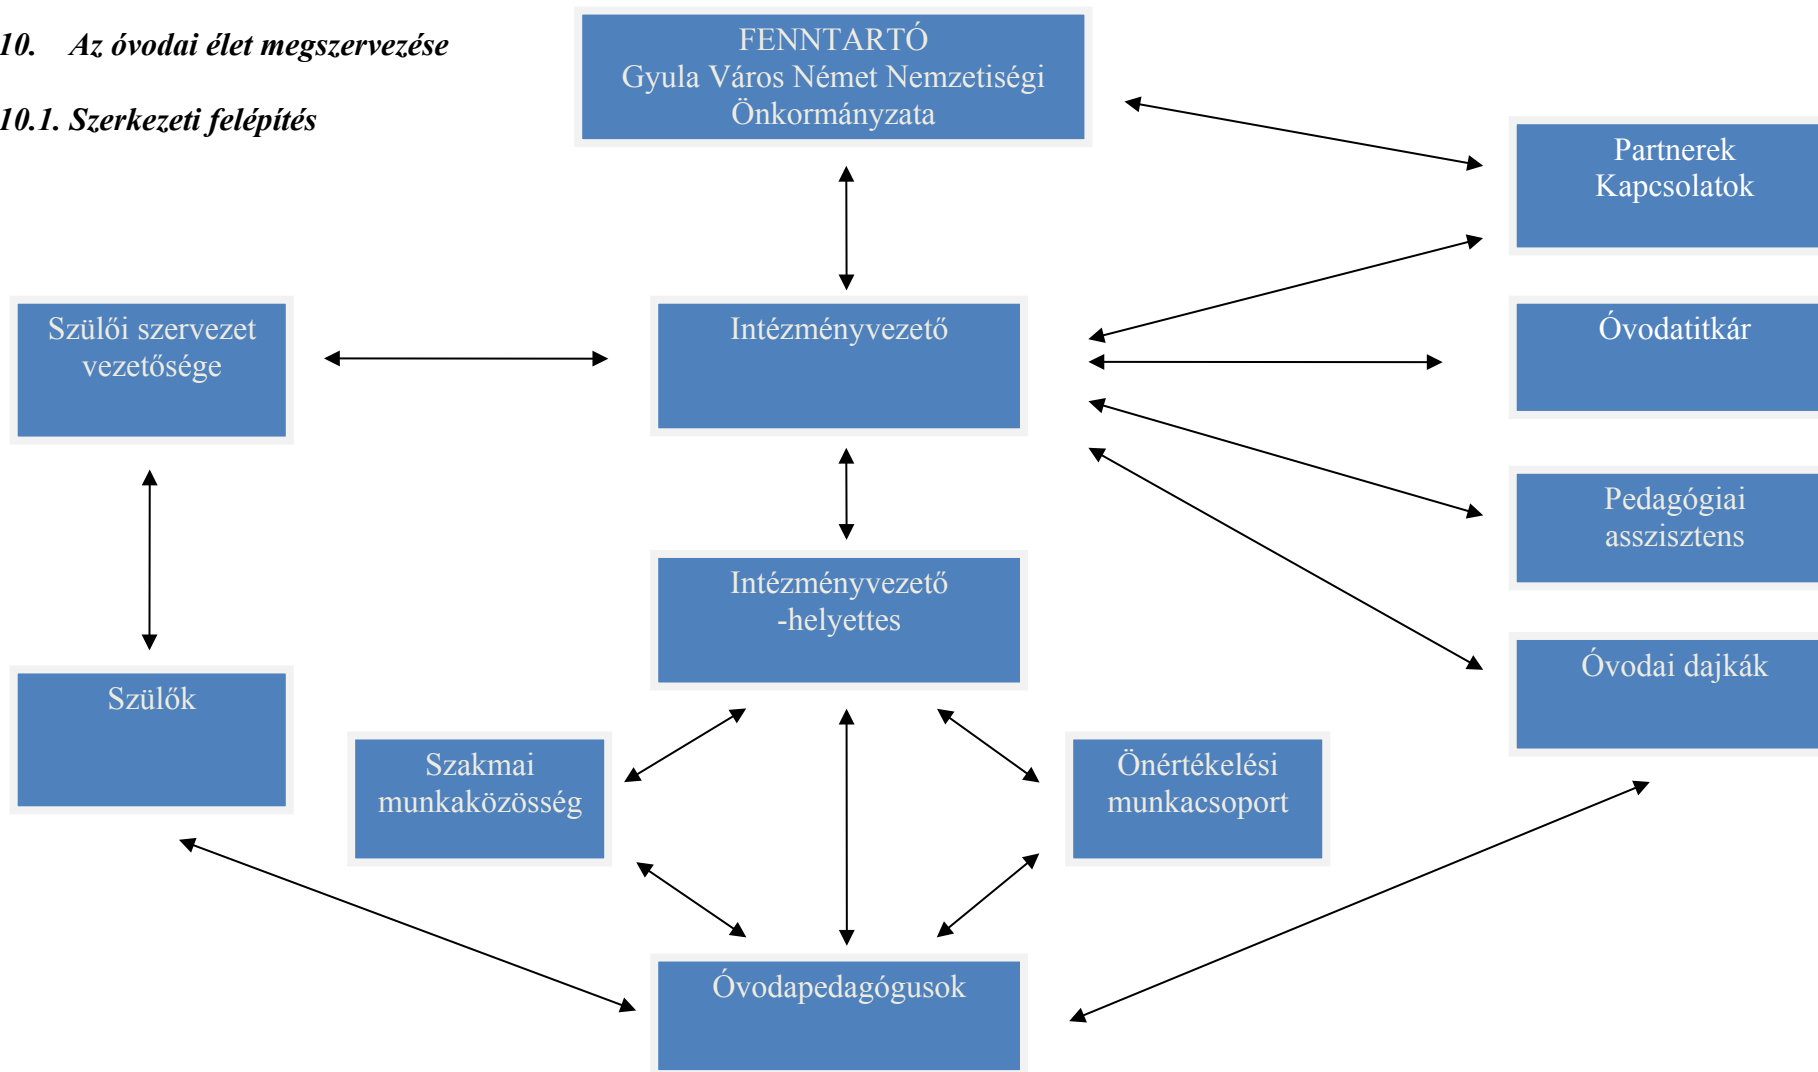 10. Az óvodai élet megszervezése
10.1. Szerkezeti felépítés
FENNTARTÓ
Gyula Város Német Nemzetiségi
Önkormányzata
Partnerek
Kapcsolatok
Szülői szervezet
vezetősége
Intézményvezető
Óvodatitkár
Pedagógiai
asszisztens
Intézményvezető
-helyettes
Óvodai dajkák
Szülők
Szakmai
munkaközösség
Önértékelési
munkacsoport
Óvodapedagógusok